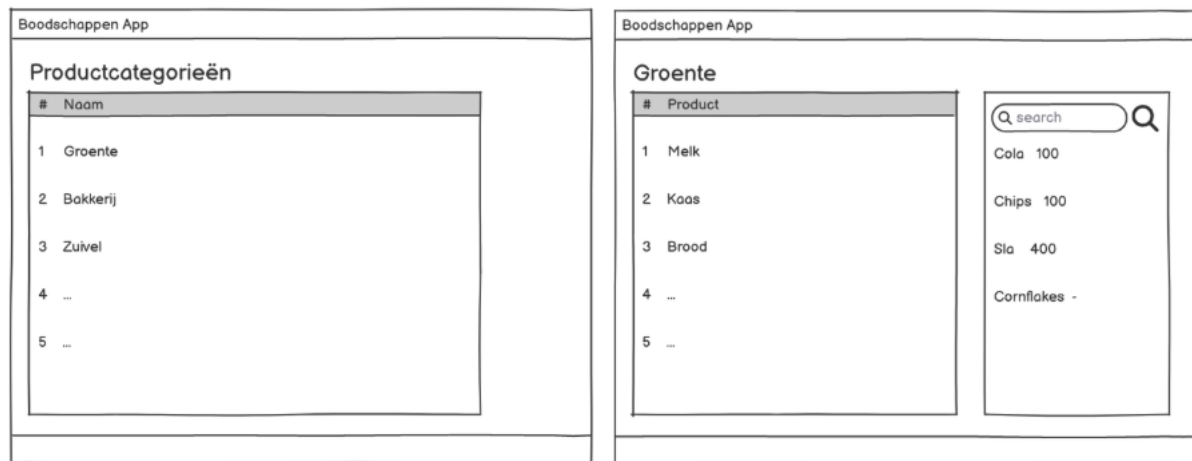 Boodschappen App
Productcategorieën
# Naam
1 Groente
2 Bakkerij
3 Zuivel
4 ...
5 ...
Boodschappen App
Groente
# Product
1 Melk
2 Kaas
3 Brood
4 ...
5 ...
search
Cola 100
Chips 100
Sla 400
Cornflakes -